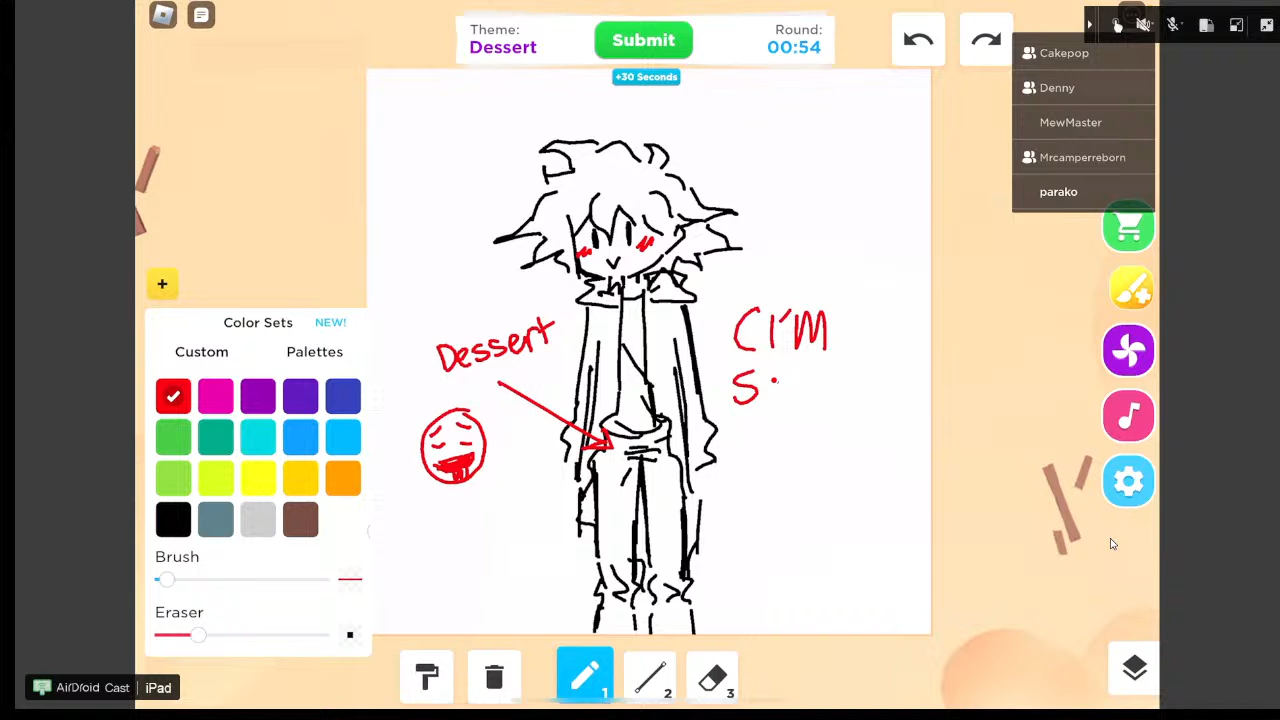 Theme:
Dessert
Submit
Round:
00:54
+30 Seconds
Cakepop
Denny
MewMaster
Mrcamperreborn
parako
+
Color Sets NEW!
Custom Palettes
Dessert
(I'M
S
Brush
Eraser
1
2
3
AirDroid Cast | iPad